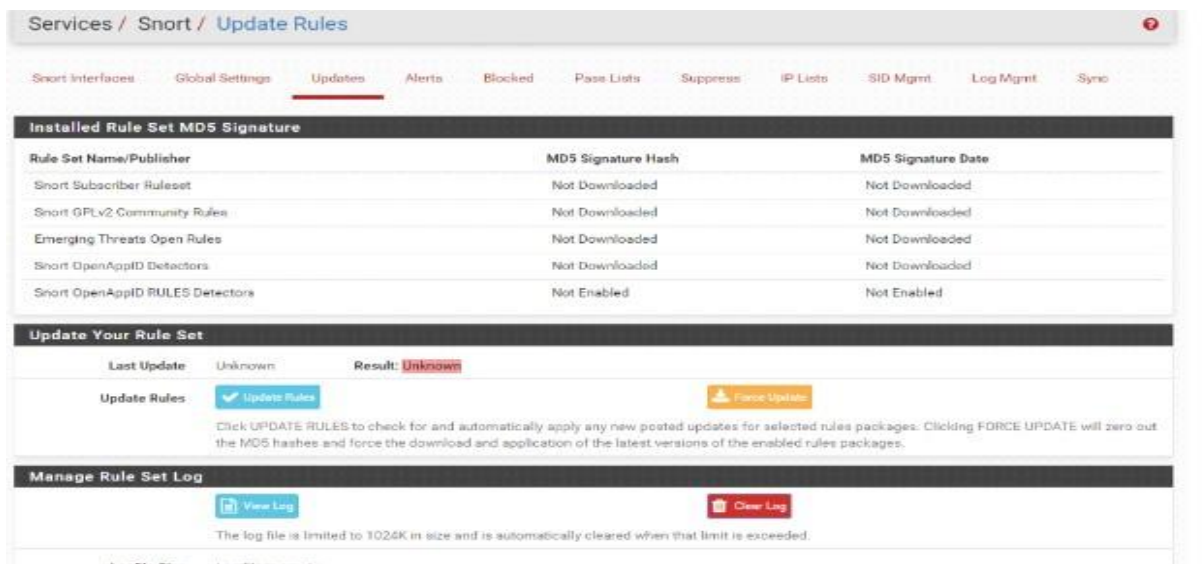 Services / Snort / Update Rules
Snort Interfaces Global Settings Updates Alerts Blocked Pass Lists Suppress IP Lists SID Mgmt Log Mgmt Sync
Installed Rule Set MD5 Signature
Rule Set Name/Publisher MD5 Signature Hash MD5 Signature Date
Snort Subscriber Ruleset Not Downloaded Not Downloaded
Snort GPLv2 Community Rules Not Downloaded Not Downloaded
Emerging Threats Open Rules Not Downloaded Not Downloaded
Snort OpenAppID Detectors Not Downloaded Not Downloaded
Snort OpenAppID RULES Detectors Not Enabled Not Enabled
Update Your Rule Set
Last Update Unknown Result: Unknown
Update Rules Update Rules Force Update
Click UPDATE RULES to check for and automatically apply any new posted updates for selected rules packages. Clicking FORCE UPDATE will zero out
the MD5 hashes and force the download and application of the latest versions of the enabled rules packages.
Manage Rule Set Log
View Log Clear Log
The log file is limited to 1024K in size and is automatically cleared when that limit is exceeded.